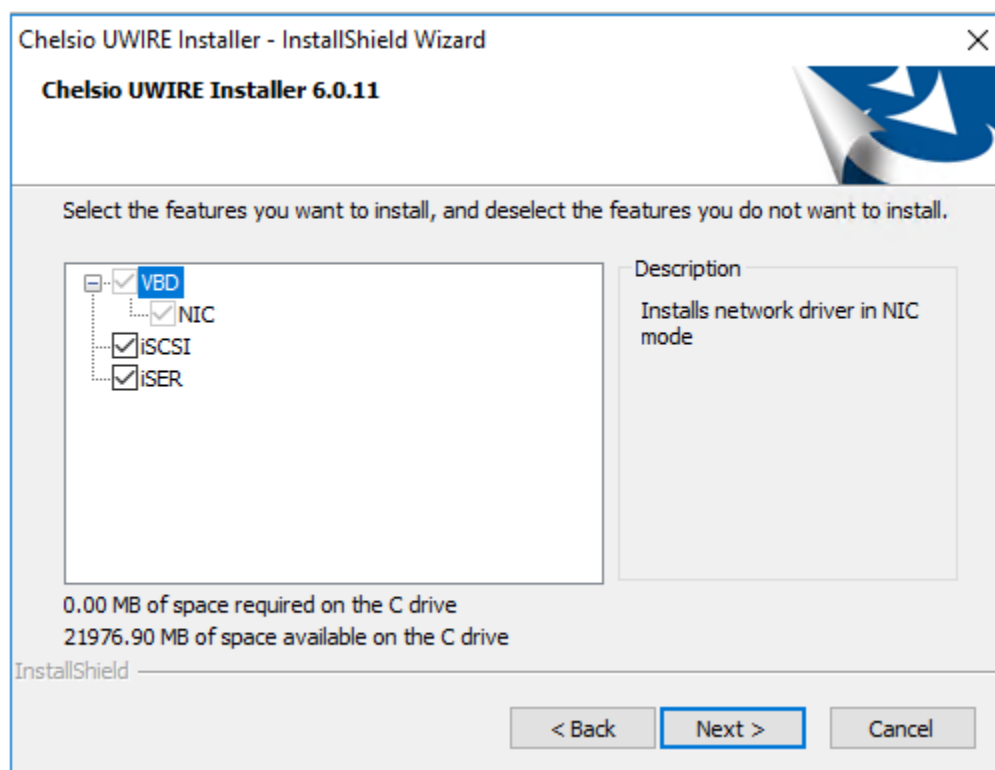 Chelsio UWIRE Installer - InstallShield Wizard
Chelsio UWIRE Installer 6.0.11
Select the features you want to install, and deselect the features you do not want to install.
VBD
NIC
iSCSI
iSER
Description
Installs network driver in NIC
mode
0.00 MB of space required on the C drive
21976.90 MB of space available on the C drive
InstallShield
< Back
Next >
Cancel